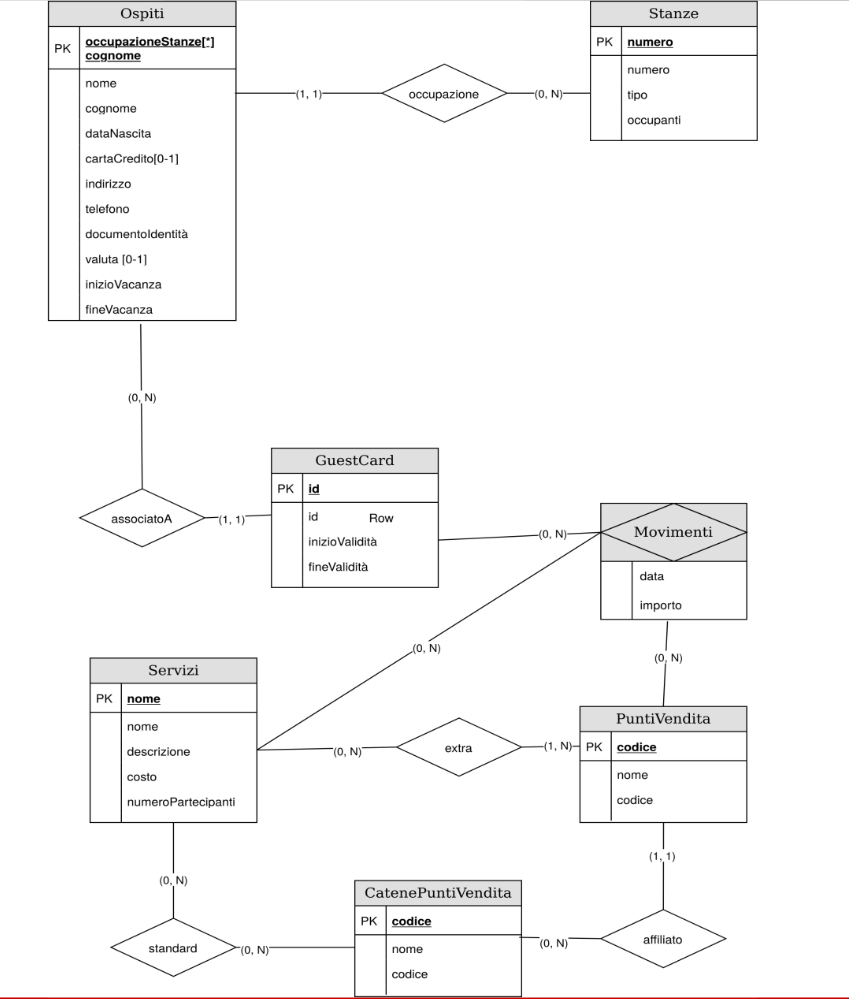 Ospiti
PK
occupazioneStanze[*]
cognome
nome
cognome
dataNascita
cartaCredito[0-1]
indirizzo
telefono
documentoIdentità
valuta [0-1]
inizioVacanza
fineVacanza
(1, 1)
occupazione
(0, N)
Stanze
PK
numero
numero
tipo
occupanti
(0, N)
associatoA
(1, 1)
GuestCard
PK
id
id
Row
inizioValidità
fineValidità
(0, N)
Movimenti
data
importo
(0, N)
(0, N)
Servizi
PK
nome
nome
descrizione
costo
numeroPartecipanti
(0, N)
extra
(1, N)
PuntiVendita
PK
codice
nome
codice
(0, N)
standard
(0, N)
CatenePuntiVendita
PK
codice
nome
codice
(0, N)
affiliato
(1, 1)